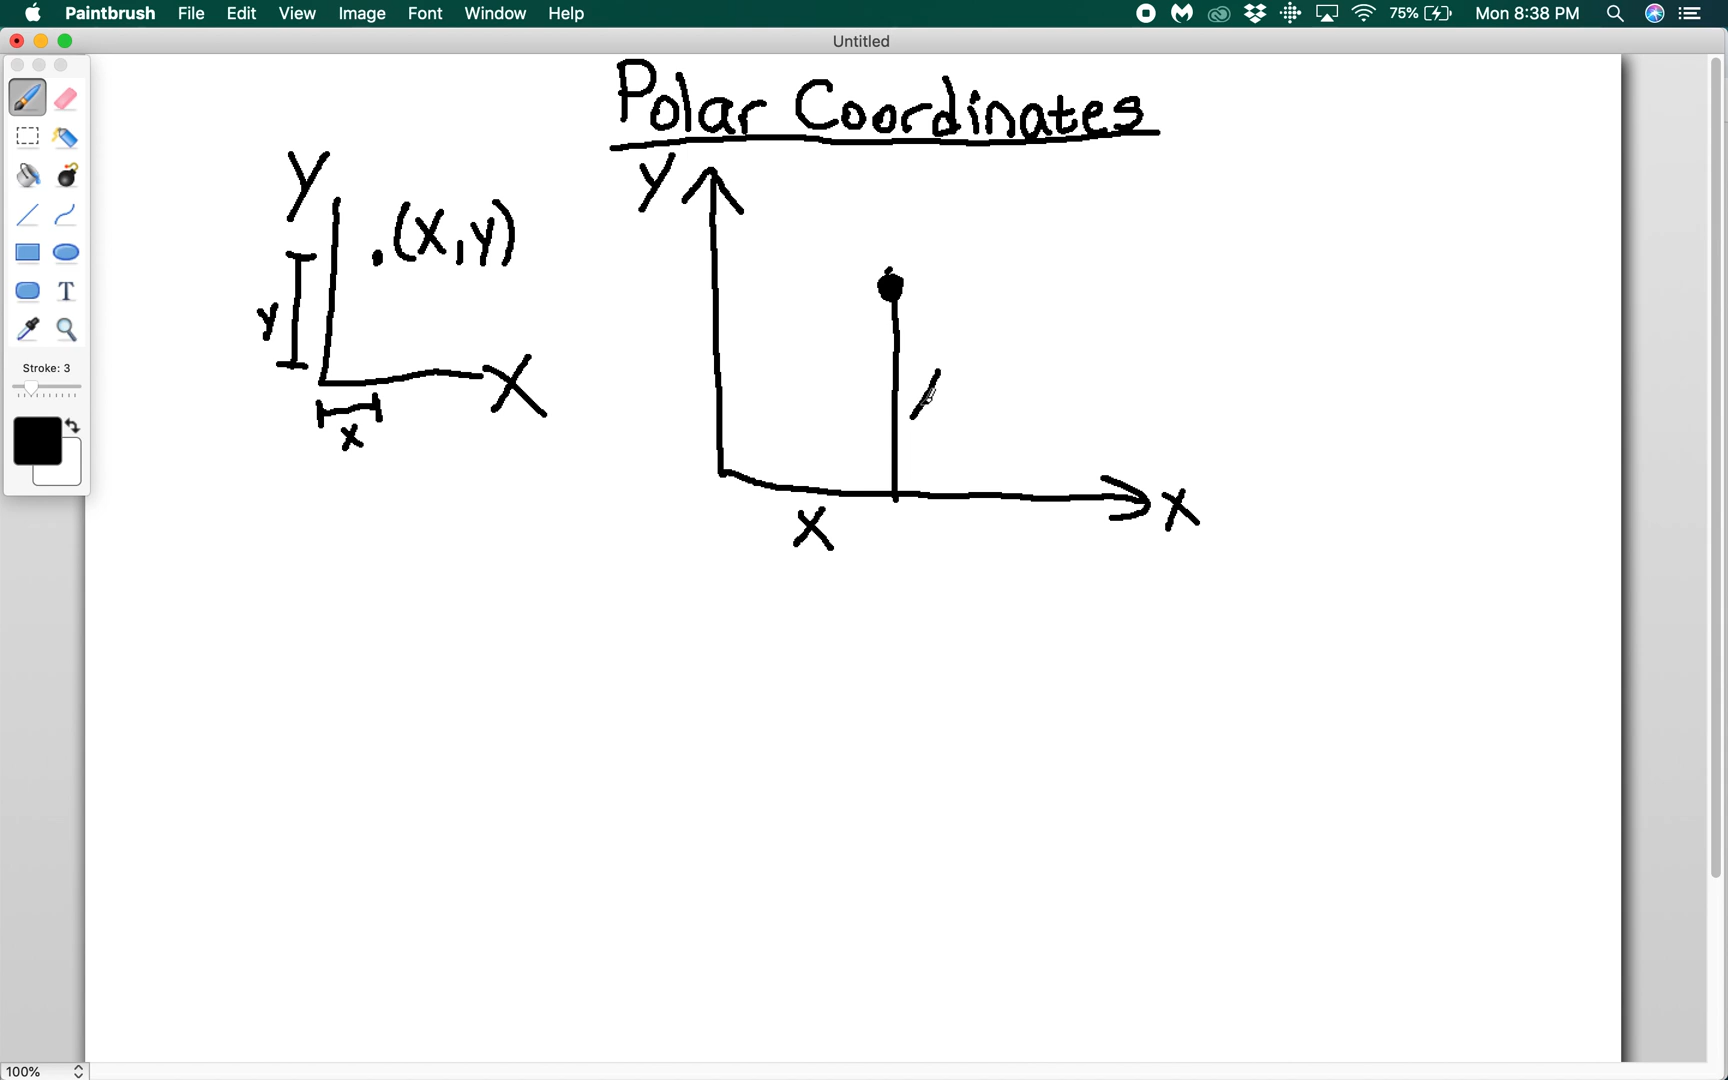 Paintbrush File Edit View Image Font Window Help 75% Mon 8:38 PM
Untitled
Polar Coordinates
Y
Y
(X,Y)
T
Y
Stroke: 3
X
X
X
X
100%